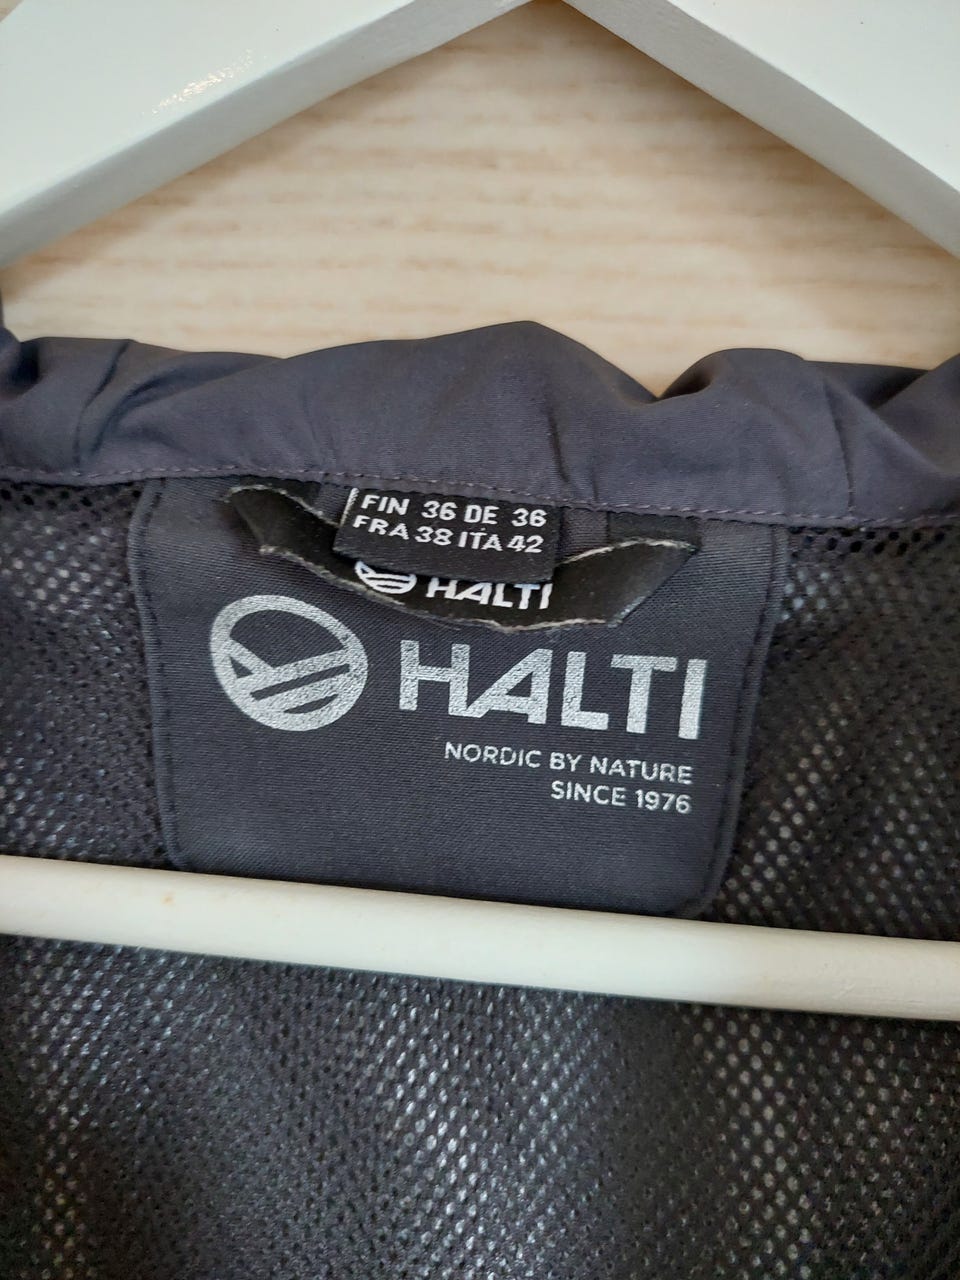 FIN 36 DE 36
FRA 38 ITA 42
HALTI
HALTI
NORDIC BY NATURE
SINCE 1976